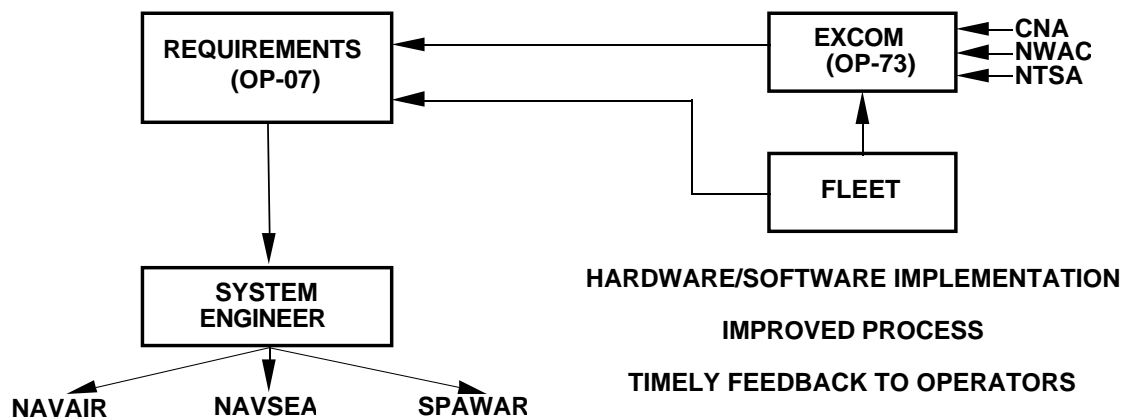 REQUIREMENTS
(OP-07)
EXCOM
(OP-73)
CNA
NWAC
NTSA
FLEET
SYSTEM
ENGINEER
NAVAIR
NAVSEA
SPAWAR
HARDWARE/SOFTWARE IMPLEMENTATION
IMPROVED PROCESS
TIMELY FEEDBACK TO OPERATORS